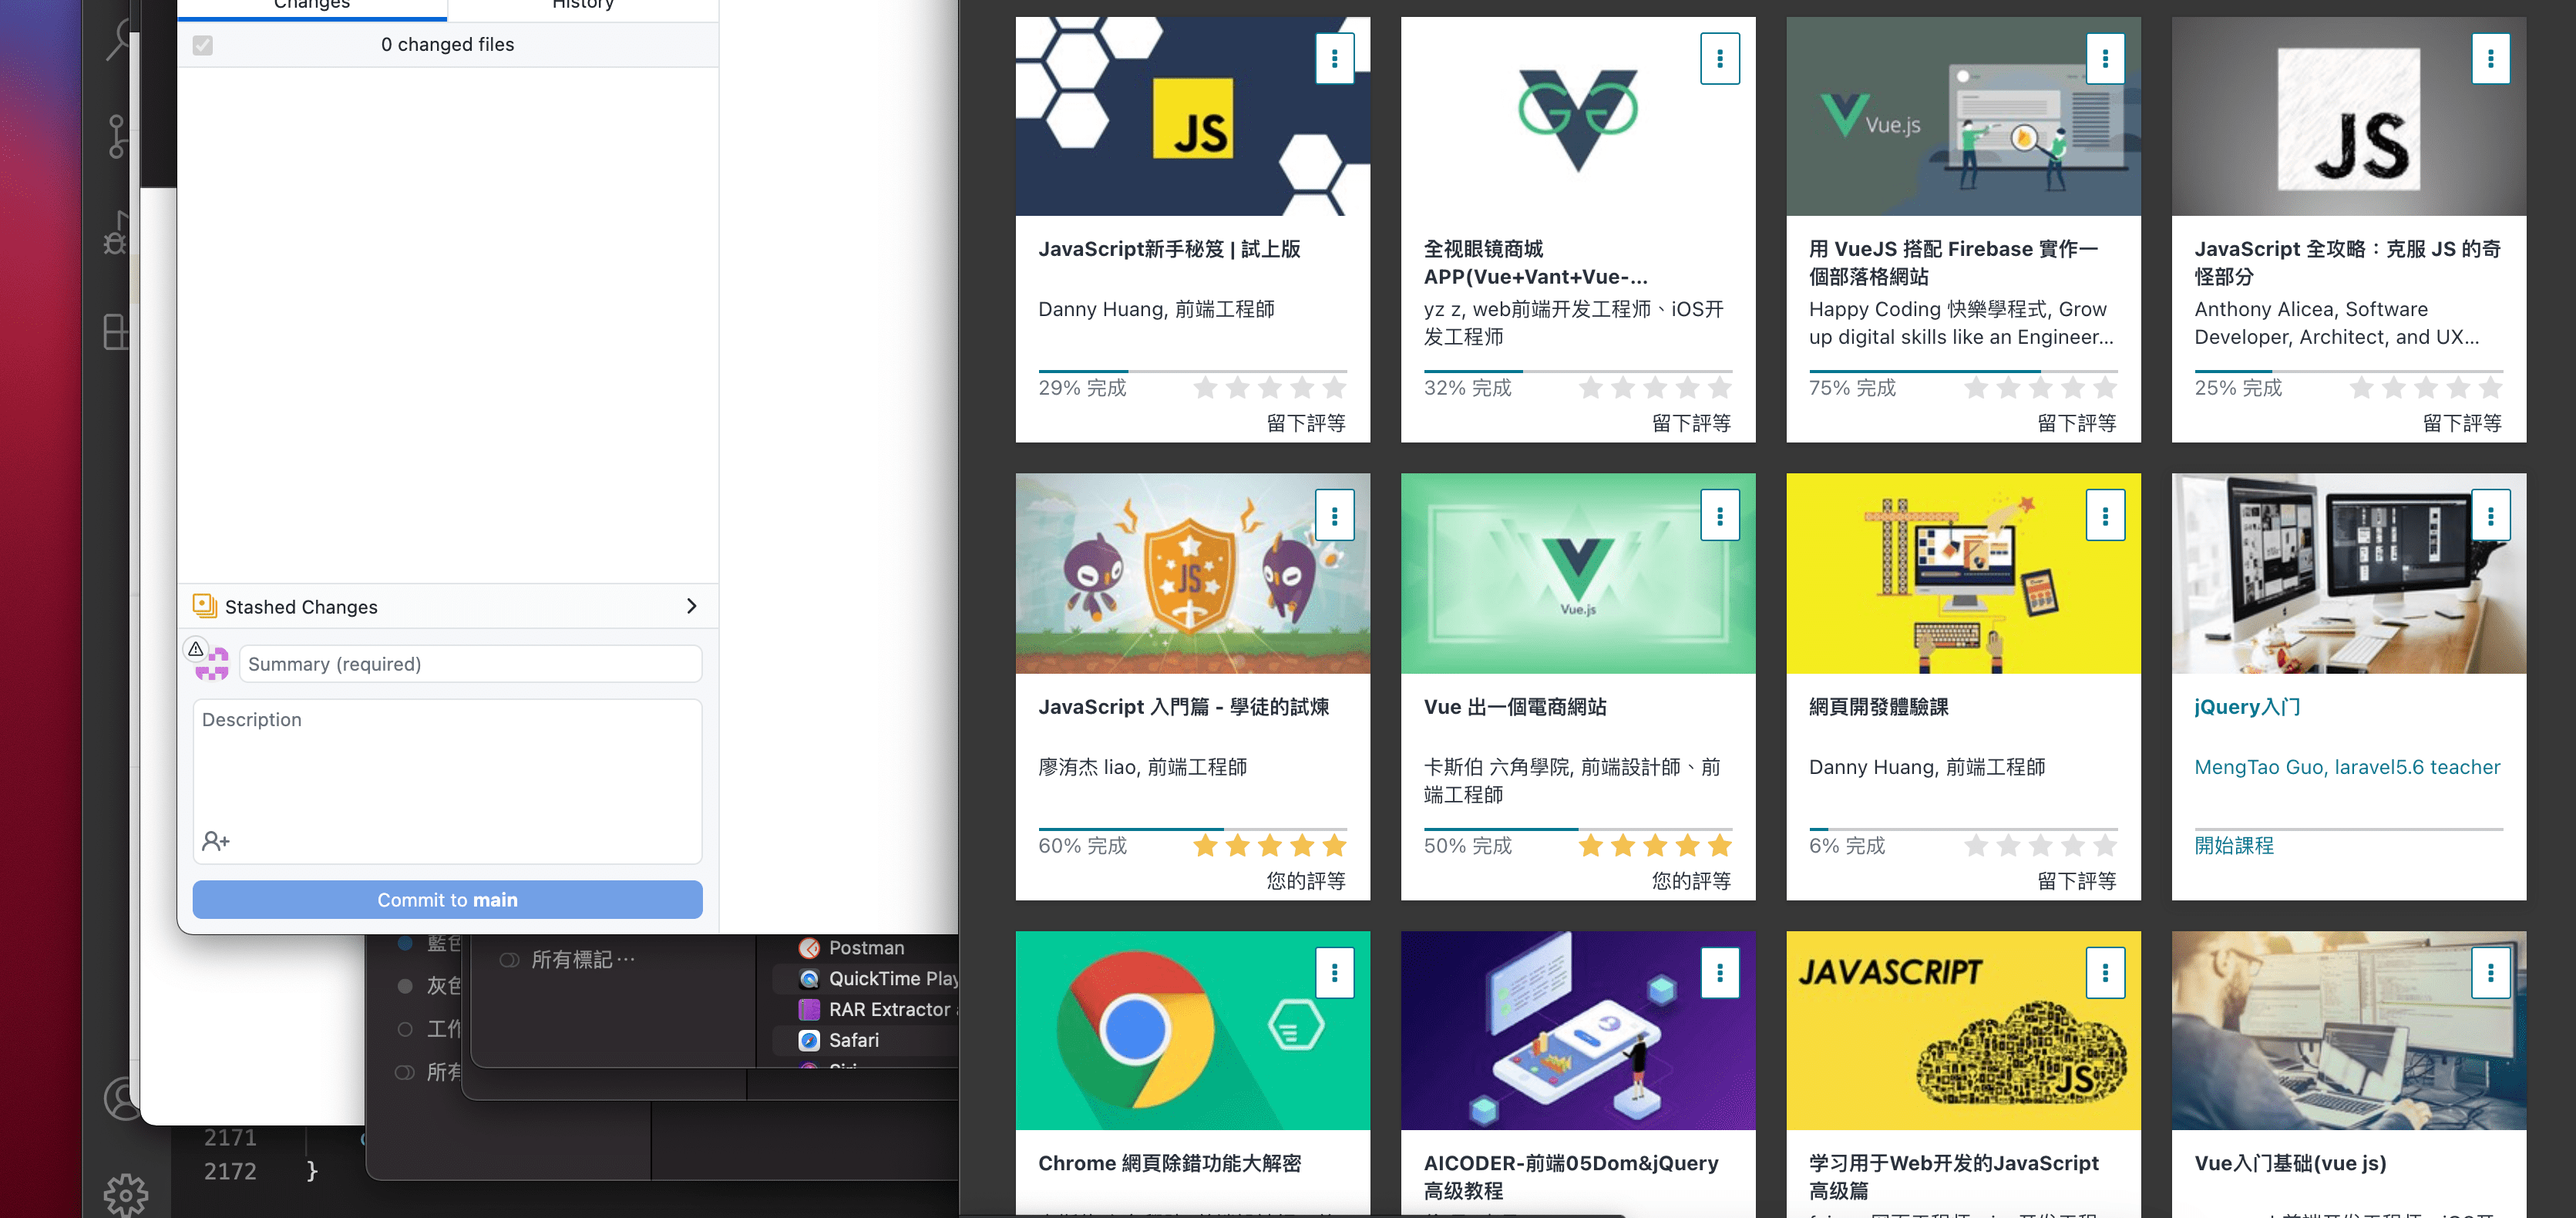 Changes
History
0 changed files
Stashed Changes
Summary (required)
Description
Commit to main
藍色
灰色
所有標記…
Postman
QuickTime Play
RAR Extractor
Safari
2171
2172
}
JS
JavaScript新手秘笈 | 試上版
Danny Huang, 前端工程師
29% 完成
留下評等
全视眼镜商城
APP(Vue+Vant+Vue-...
yz z, web前端开发工程师、iOS开
发工程师
32% 完成
留下評等
Vue.js
用 VueJS 搭配 Firebase 實作一
個部落格網站
Happy Coding 快樂學程式, Grow
up digital skills like an Engineer...
75% 完成
留下評等
JS
JavaScript 全攻略：克服 JS 的奇
怪部分
Anthony Alicea, Software
Developer, Architect, and UX...
25% 完成
留下評等
JS
JavaScript 入門篇 - 學徒的試煉
廖洧杰 liao, 前端工程師
60% 完成
您的評等
Vue.js
Vue 出一個電商網站
卡斯伯 六角學院, 前端設計師、前
端工程師
50% 完成
您的評等
網頁開發體驗課
Danny Huang, 前端工程師
6% 完成
留下評等
jQuery入门
MengTao Guo, laravel5.6 teacher
開始課程
Chrome 網頁除錯功能大解密
AICODER-前端05Dom&jQuery
高级教程
JAVASCRIPT
JS
学习用于Web开发的JavaScript
高级篇
Vue入门基础(vue js)